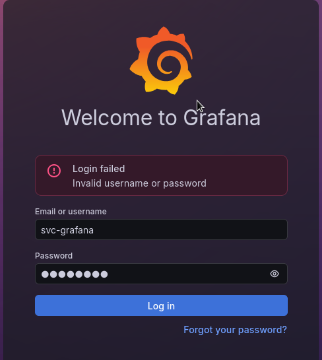 Welcome to Grafana
Login failed
Invalid username or password
Email or username
svc-grafana
Password
●●●●●●●●
Log in
Forgot your password?